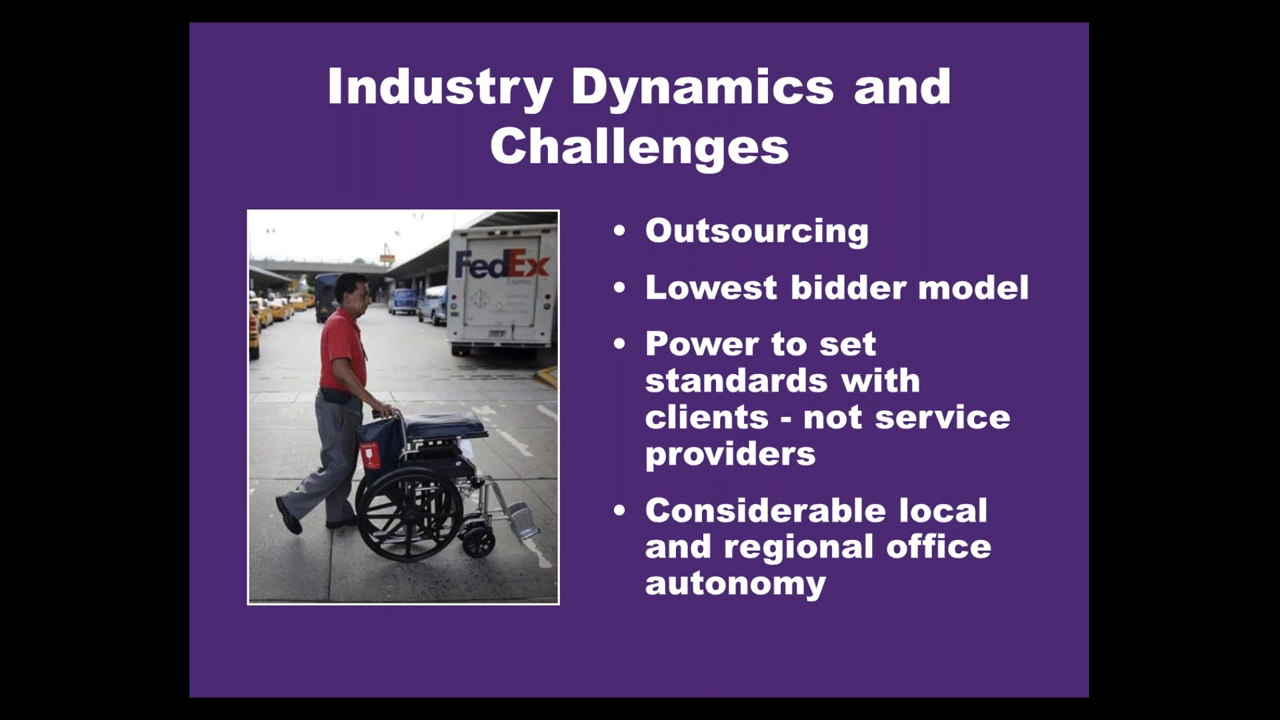 Industry Dynamics and
Challenges
FedEx
Express
• Outsourcing
• Lowest bidder model
• Power to set
standards with
clients - not service
providers
• Considerable local
and regional office
autonomy